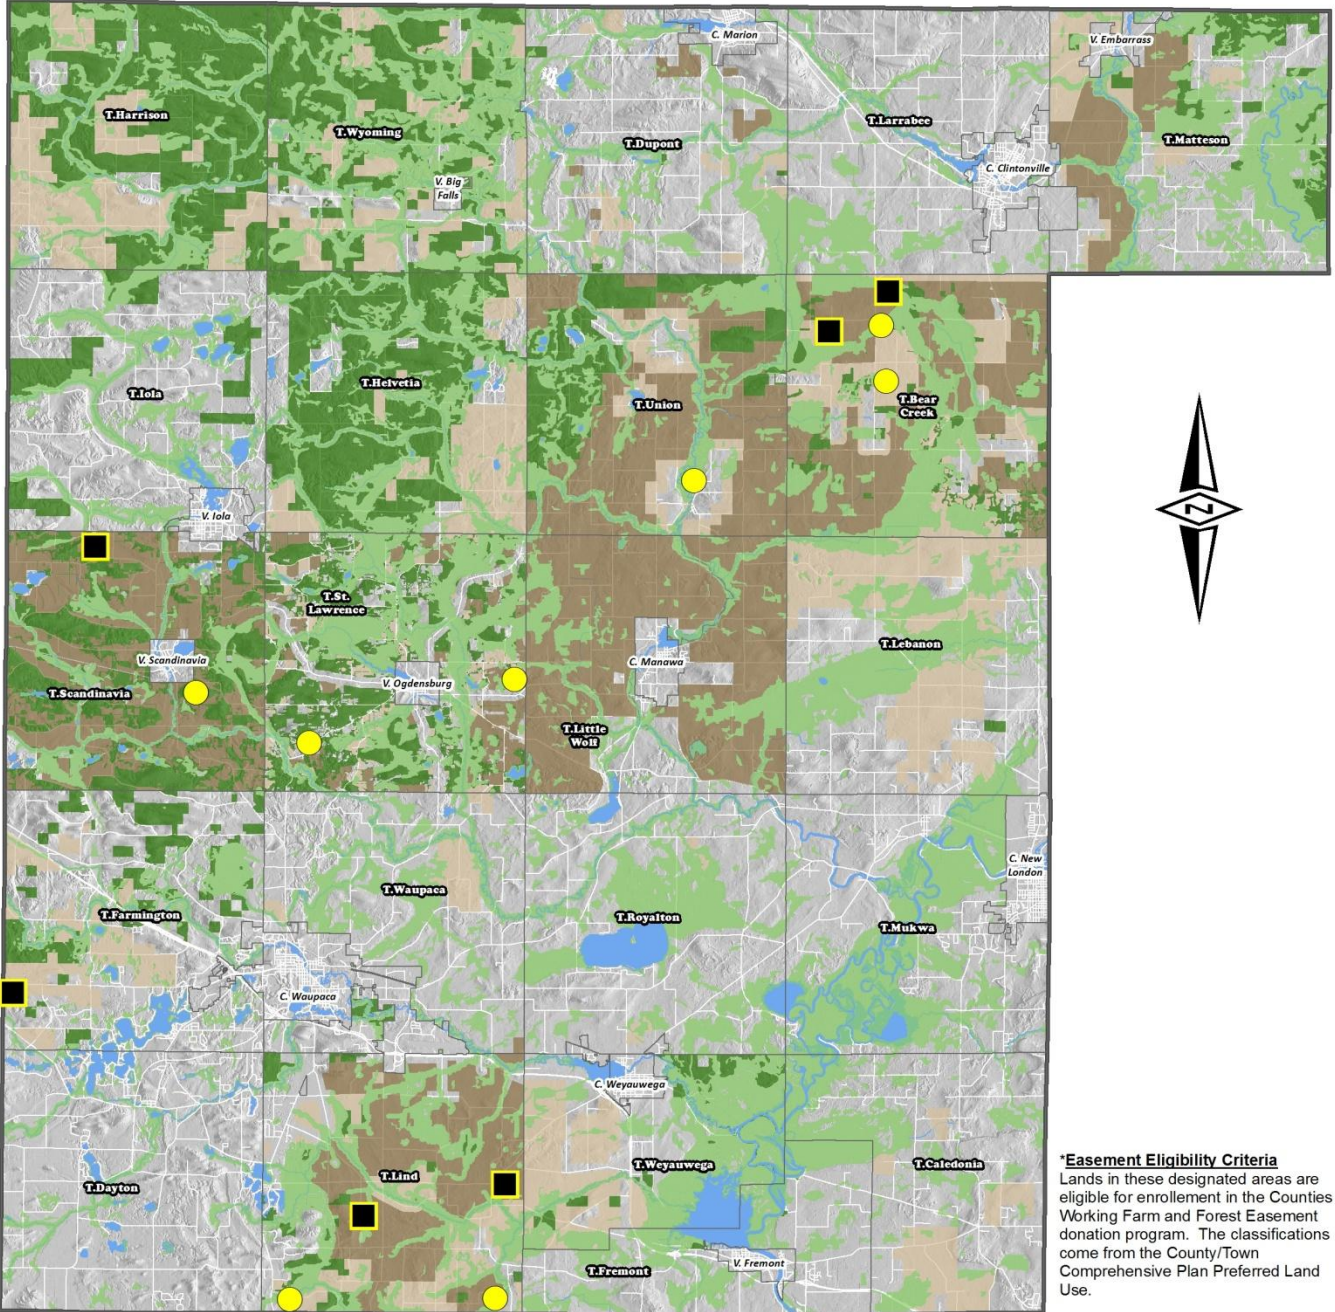 C. Marion
V. Embarrass
T.Harrison
T.Wyoming
T.Dupont
T.Larrabee
T.Matteson
C. Clintonville
V. Big
Falls
T.Iola
T.Helvetia
T.Union
T.Bear
Creek
V. Iola
N
T.St.
Lawrence
V. Scandinavia
C. Manawa
T.Lebanon
T.Scandinavia
V. Ogdensburg
T.Little
Wolf
C. New
London
T.Waupaca
T.Farmington
T.Royalton
T.Mukwa
C. Waupaca
C. Weyauwega
T.Dayton
T.Lind
T.Weyauwega
T.Caledonia
T.Fremont
V. Fremont
*Easement Eligibility Criteria
Lands in these designated areas are
eligible for enrollement in the Counties
Working Farm and Forest Easement
donation program. The classifications
come from the County/Town
Comprehensive Plan Preferred Land
Use.